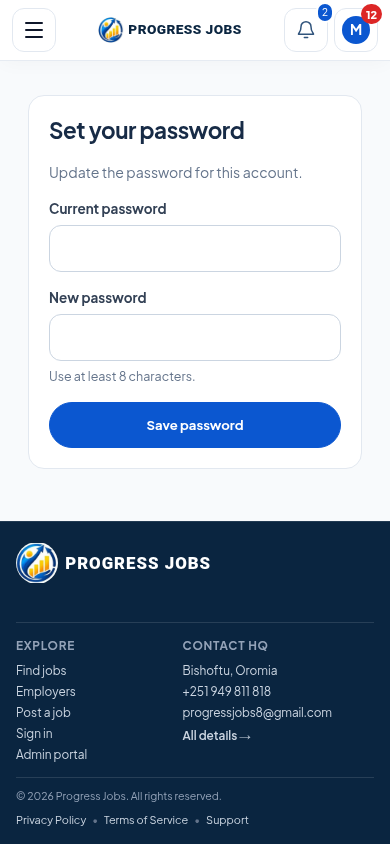 PROGRESS JOBS
2
M
12
Set your password
Update the password for this account.
Current password
New password
Use at least 8 characters.
Save password
PROGRESS JOBS
EXPLORE
Find jobs
Employers
Post a job
Sign in
Admin portal
CONTACT HQ
Bishoftu, Oromia
+251 949 811 818
progressjobs8@gmail.com
All details →
© 2026 Progress Jobs. All rights reserved.
Privacy Policy • Terms of Service • Support